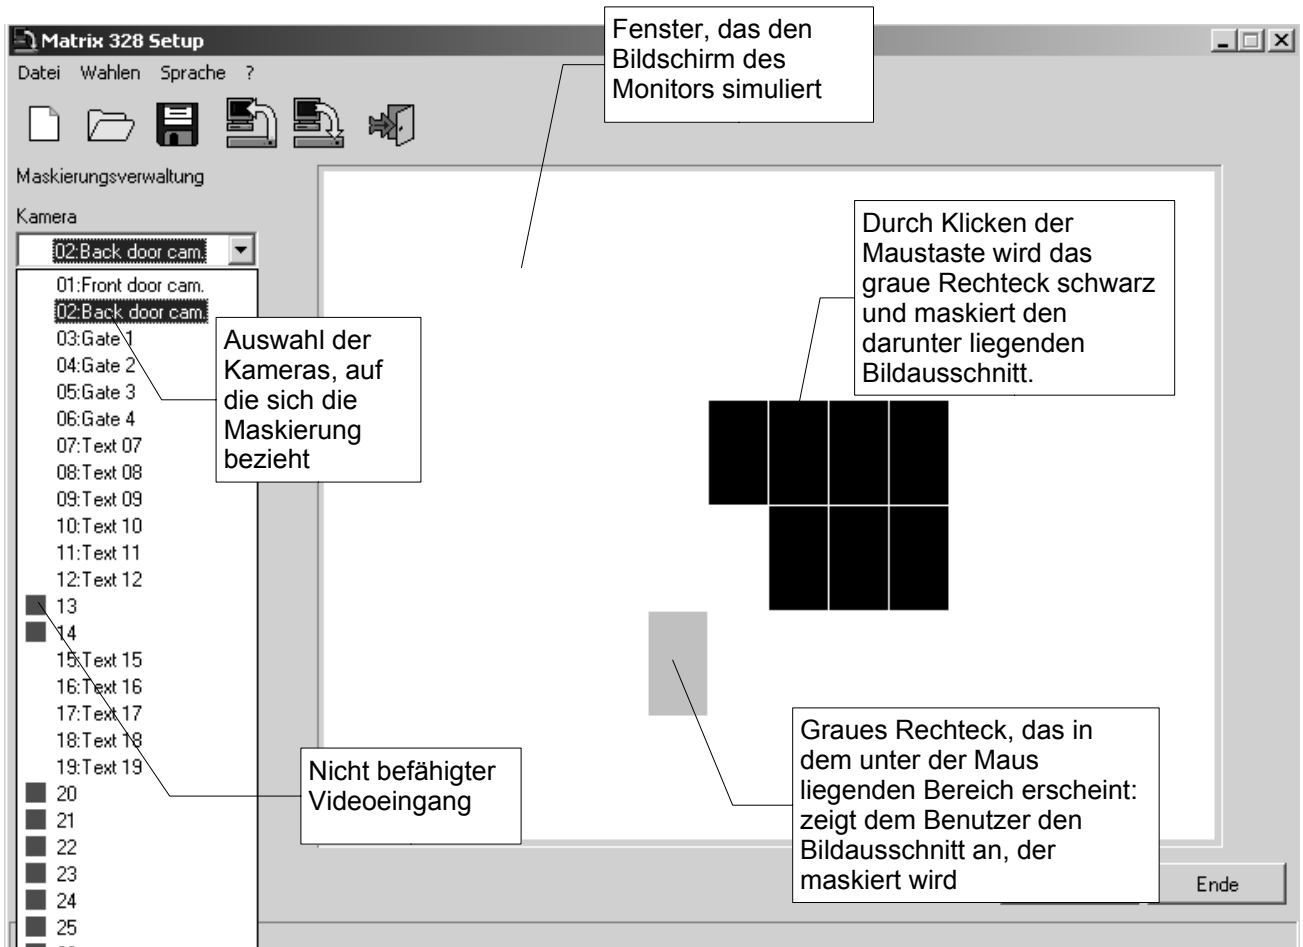 Matrix 328 Setup
Datei Wahlen Sprache ?
Fenster, das den
Bildschirm des
Monitors simuliert
Maskierungsverwaltung
Kamera
02:Back door cam.
01:Front door cam.
02:Back door cam.
03:Gate 1
04:Gate 2
05:Gate 3
06:Gate 4
07:Text 07
08:Text 08
09:Text 09
10:Text 10
11:Text 11
12:Text 12
13
14
15:Text 15
16:Text 16
17:Text 17
18:Text 18
19:Text 19
20
21
22
23
24
25
Auswahl der
Kameras, auf
die sich die
Maskierung
bezieht
Durch Klicken der
Maustaste wird das
graue Rechteck schwarz
und maskiert den
darunter liegenden
Bildausschnitt.
Nicht befähigter
Videoeingang
Graues Rechteck, das in
dem unter der Maus
liegenden Bereich erscheint:
zeigt dem Benutzer den
Bildausschnitt an, der
maskiert wird
Ende